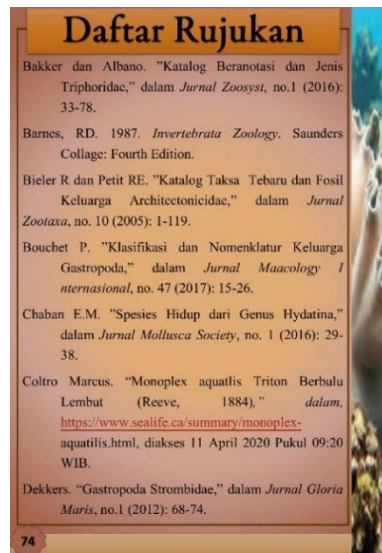 Daftar Rujukan
Bakker dan Albano. "Katalog Beranotasi dan Jenis
Triphoridae," dalam Jurnal Zoosyst, no.1 (2016):
33-78.
Barnes, RD. 1987. Invertebrata Zoology. Saunders
Collage: Fourth Edition.
Bieler R dan Petit RE. "Katalog Taksa Tebaru dan Fosil
Keluarga Architectonicidae," dalam Jurnal
Zootaxa, no. 10 (2005): 1-119.
Bouchet P. "Klasifikasi dan Nomenklatur Keluarga
Gastropoda," dalam Jurnal Maacology I
nternasional, no. 47 (2017): 15-26.
Chaban E.M. "Spesies Hidup dari Genus Hydatina,"
dalam Jurnal Mollusca Society, no. 1 (2016): 29-
38.
Coltro Marcus. "Monoplex aquatlis Triton Berbulu
Lembut (Reeve, 1884)," dalam,
https://www.sealife.ca/summary/monoplex-
aquatilis.html, diakses 11 April 2020 Pukul 09:20
WIB.
Dekkers. "Gastropoda Strombidae," dalam Jurnal Gloria
Maris, no.1 (2012): 68-74.
74